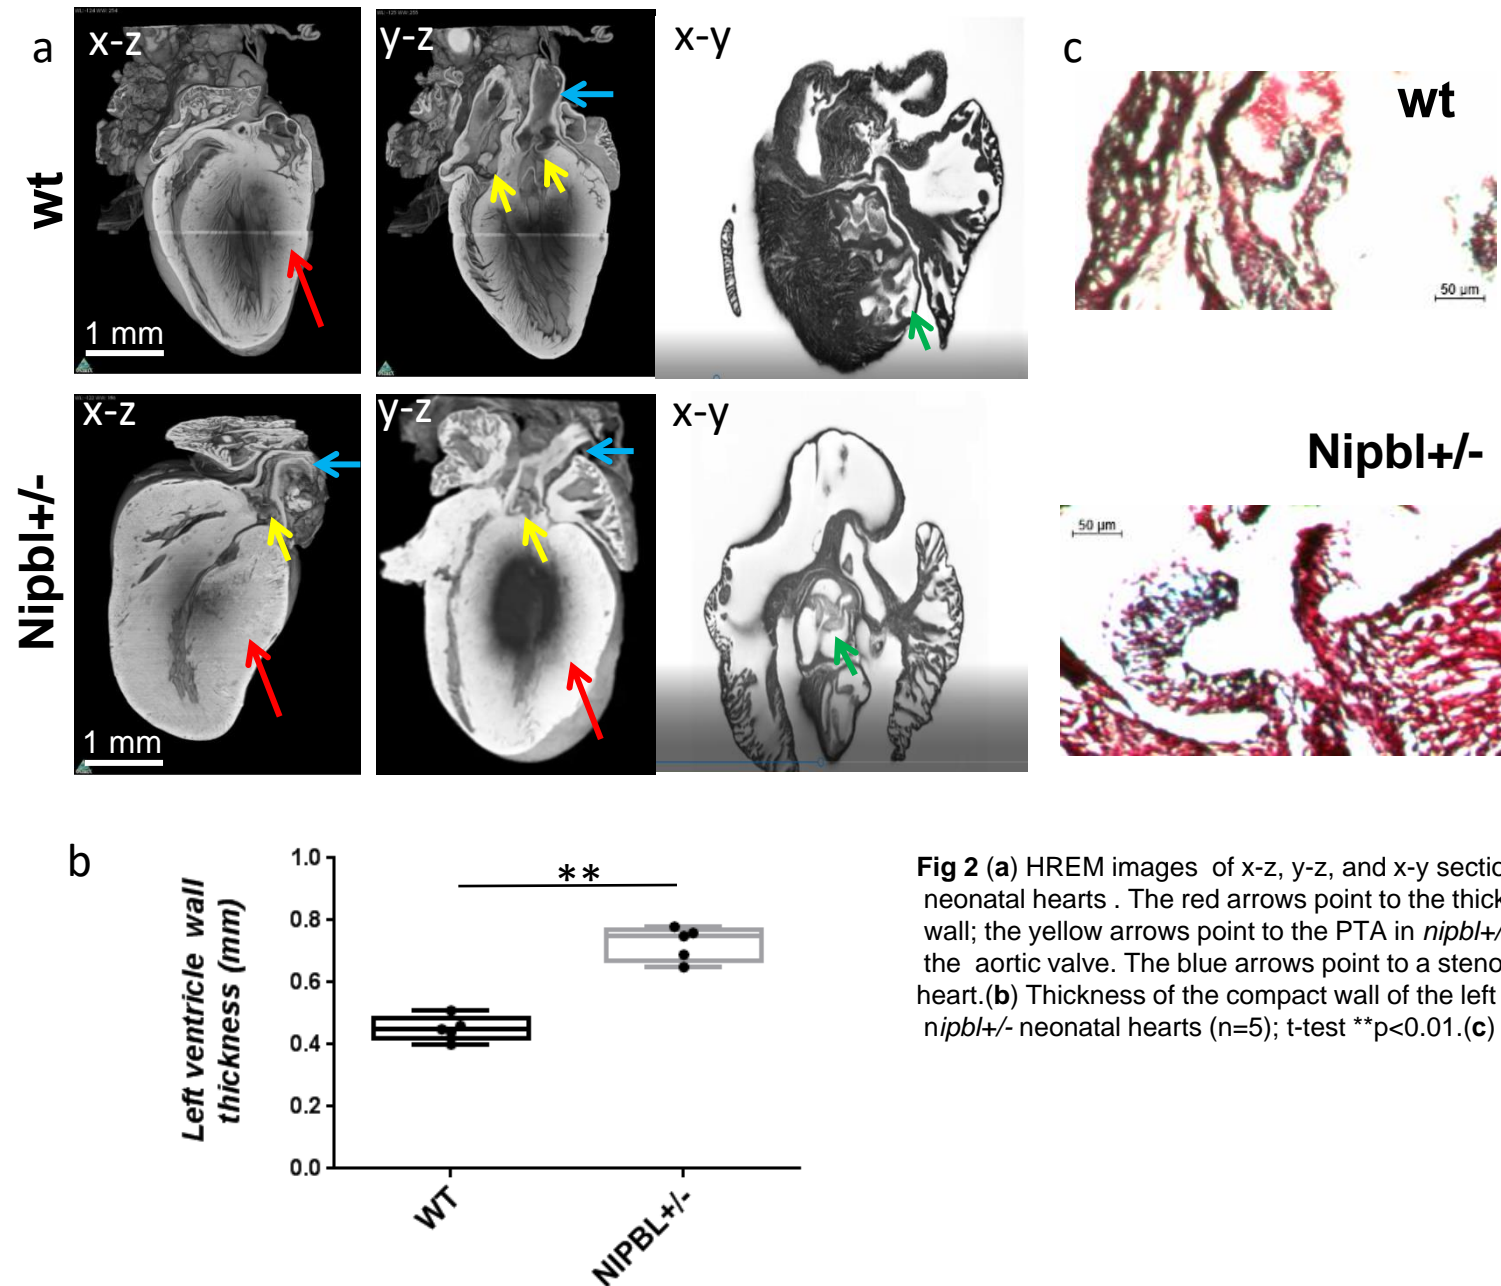 a
x-z
y-z
x-y
c
wt
wt
1 mm
50 µm
x-z
y-z
x-y
Nipbl+/-
Nipbl+/-
1 mm
50 µm
b
Left ventricle wall
thickness (mm)
1.0
0.8
0.6
0.4
0.2
0.0
**
WT
NIPBL+/-
Fig 2 (a) HREM images of x-z, y-z, and x-y sectio
neonatal hearts . The red arrows point to the thick
wall; the yellow arrows point to the PTA in nipbl+/
the aortic valve. The blue arrows point to a steno
heart.(b) Thickness of the compact wall of the left
nipbl+/- neonatal hearts (n=5); t-test **p<0.01.(c)